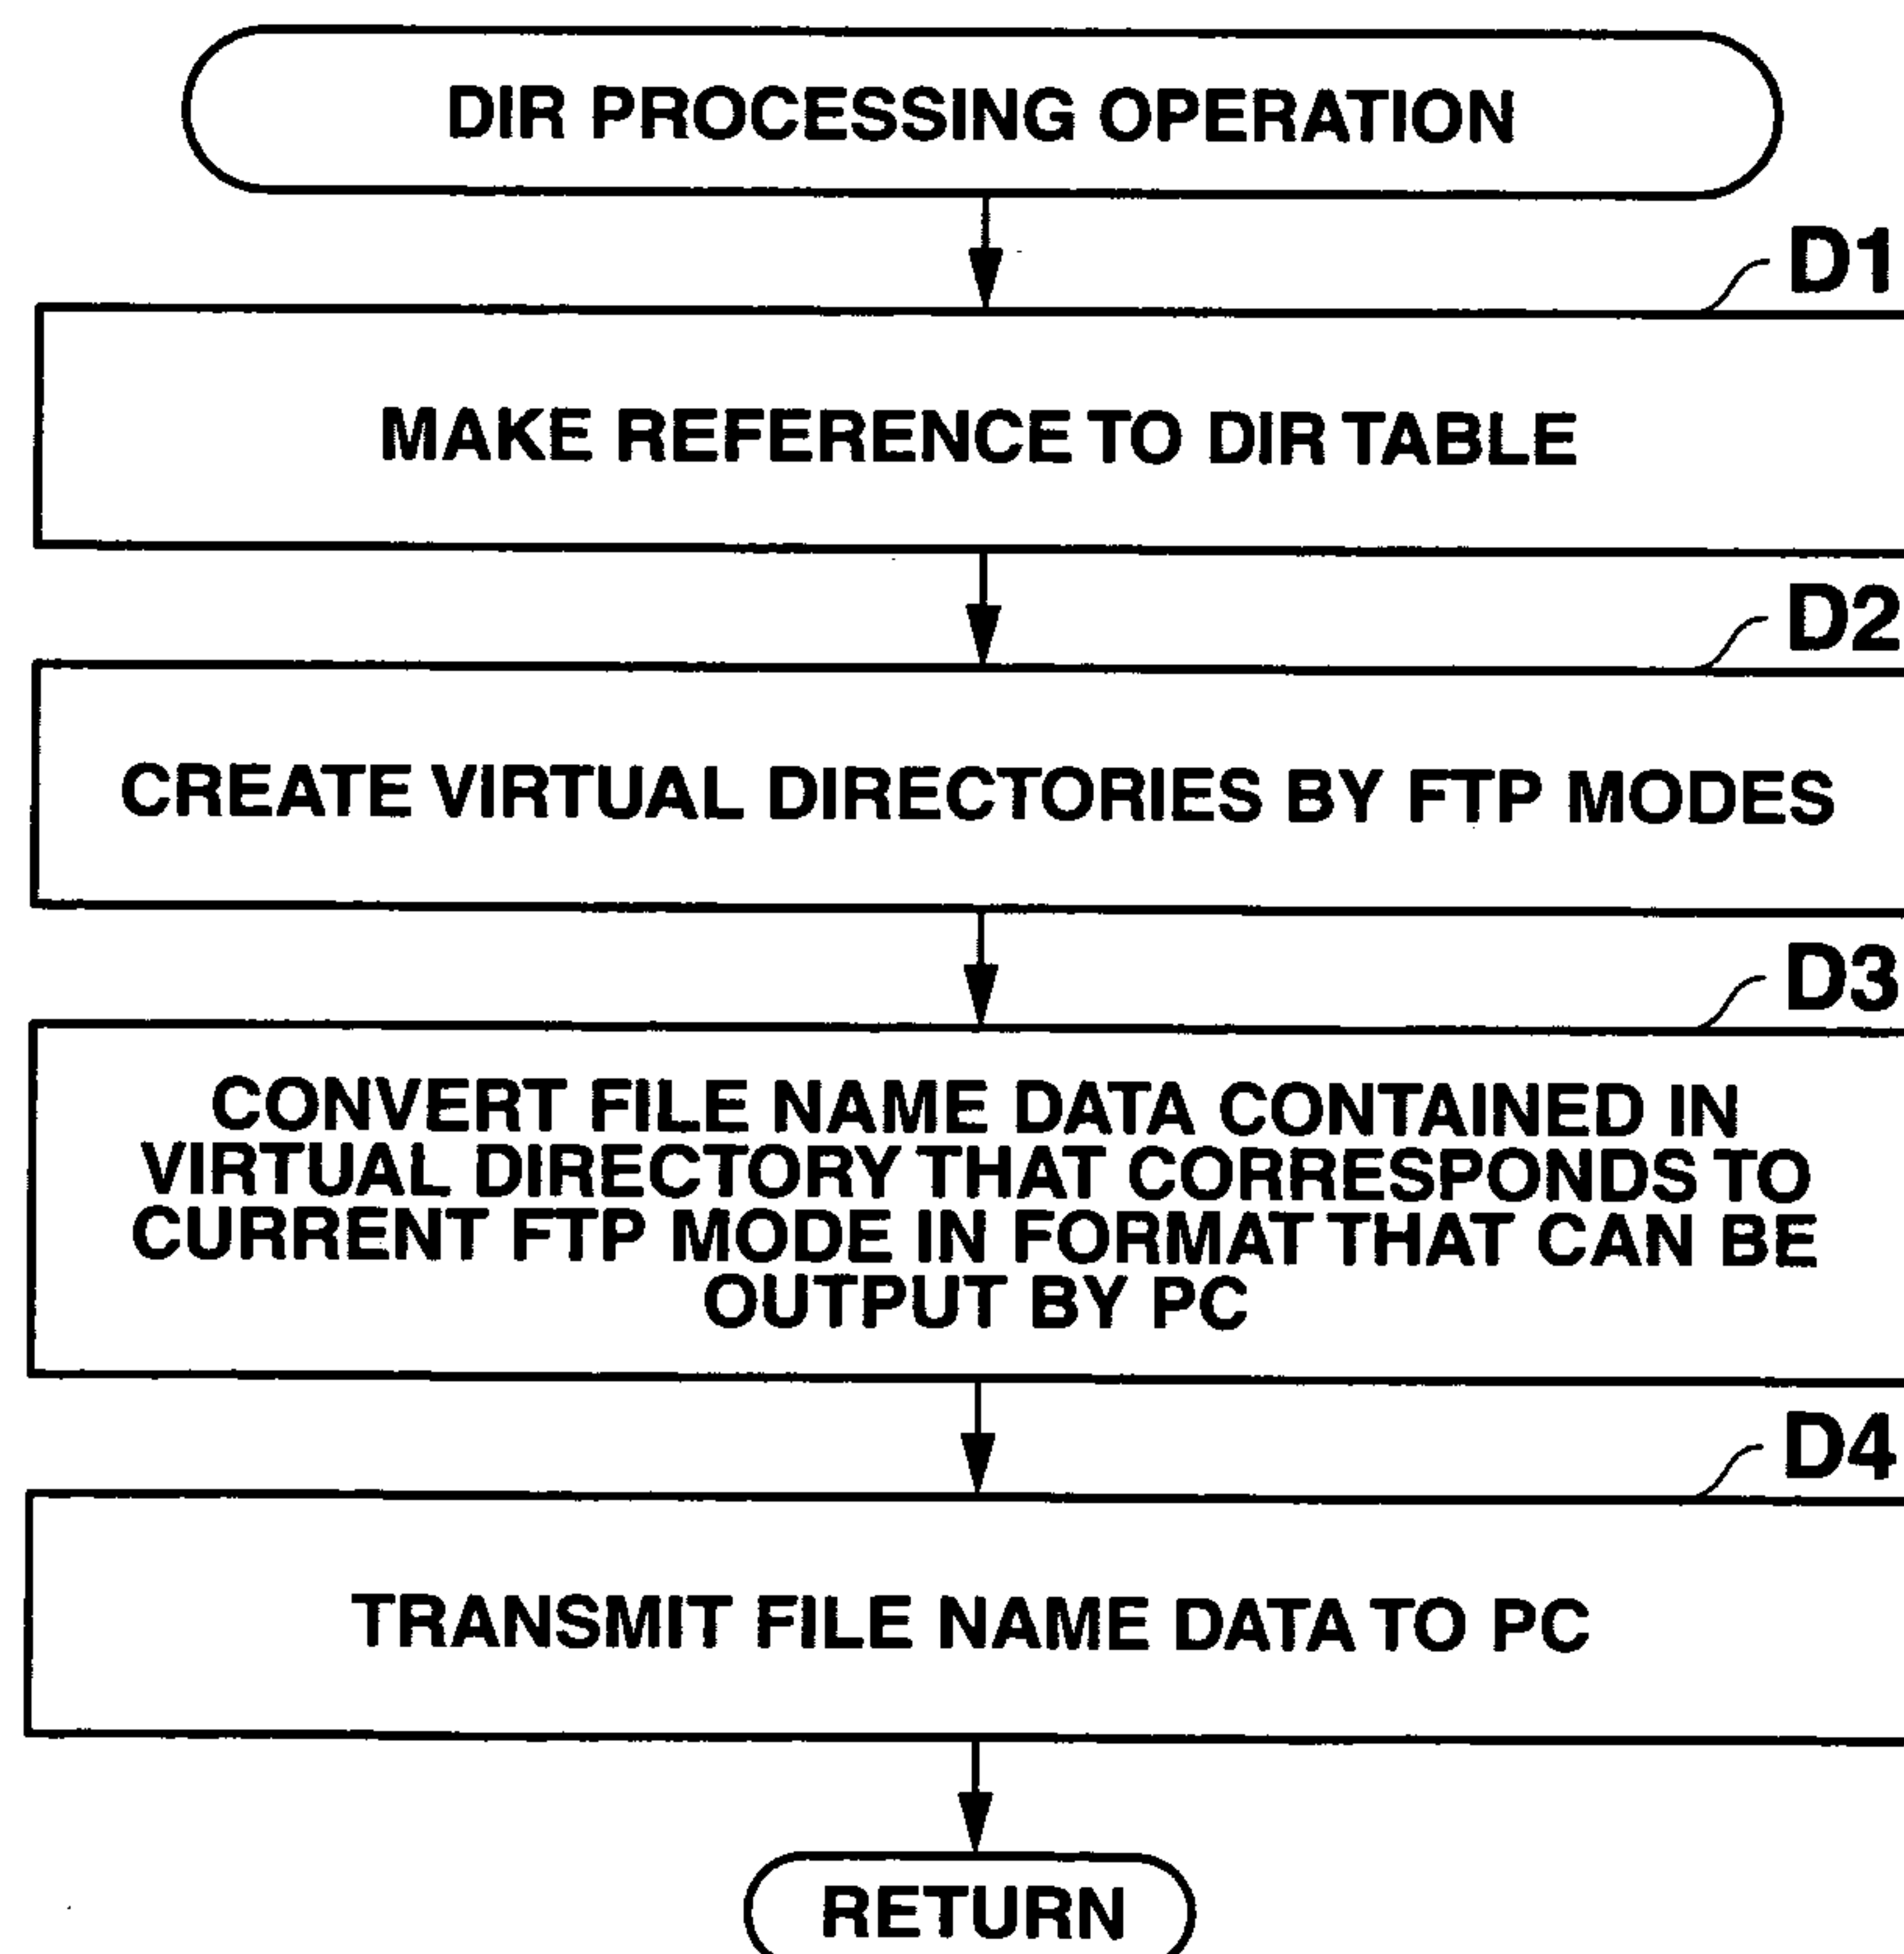 DIR PROCESSING OPERATION
D1
MAKE REFERENCE TO DIR TABLE
D2
CREATE VIRTUAL DIRECTORIES BY FTP MODES
D3
CONVERT FILE NAME DATA CONTAINED IN
VIRTUAL DIRECTORY THAT CORRESPONDS TO
CURRENT FTP MODE IN FORMAT THAT CAN BE
OUTPUT BY PC
D4
TRANSMIT FILE NAME DATA TO PC
RETURN